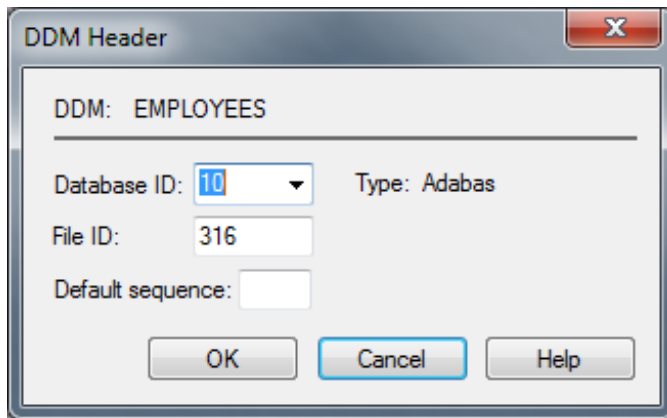 DDM Header
DDM: EMPLOYEES
Database ID: 10 Type: Adabas
File ID: 316
Default sequence:
OK Cancel Help